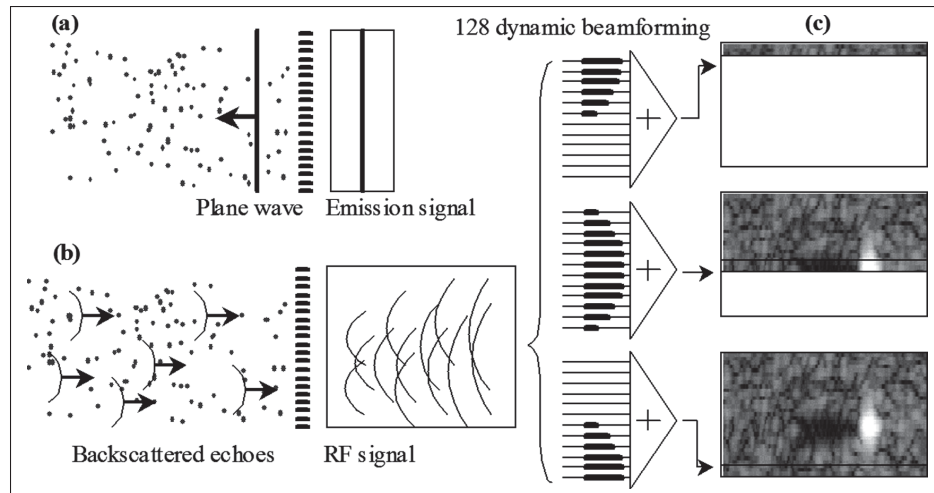 (a)
128 dynamic beamforming
(c)
+
Plane wave
Emission signal
(b)
+
+
Backscattered echoes
RF signal